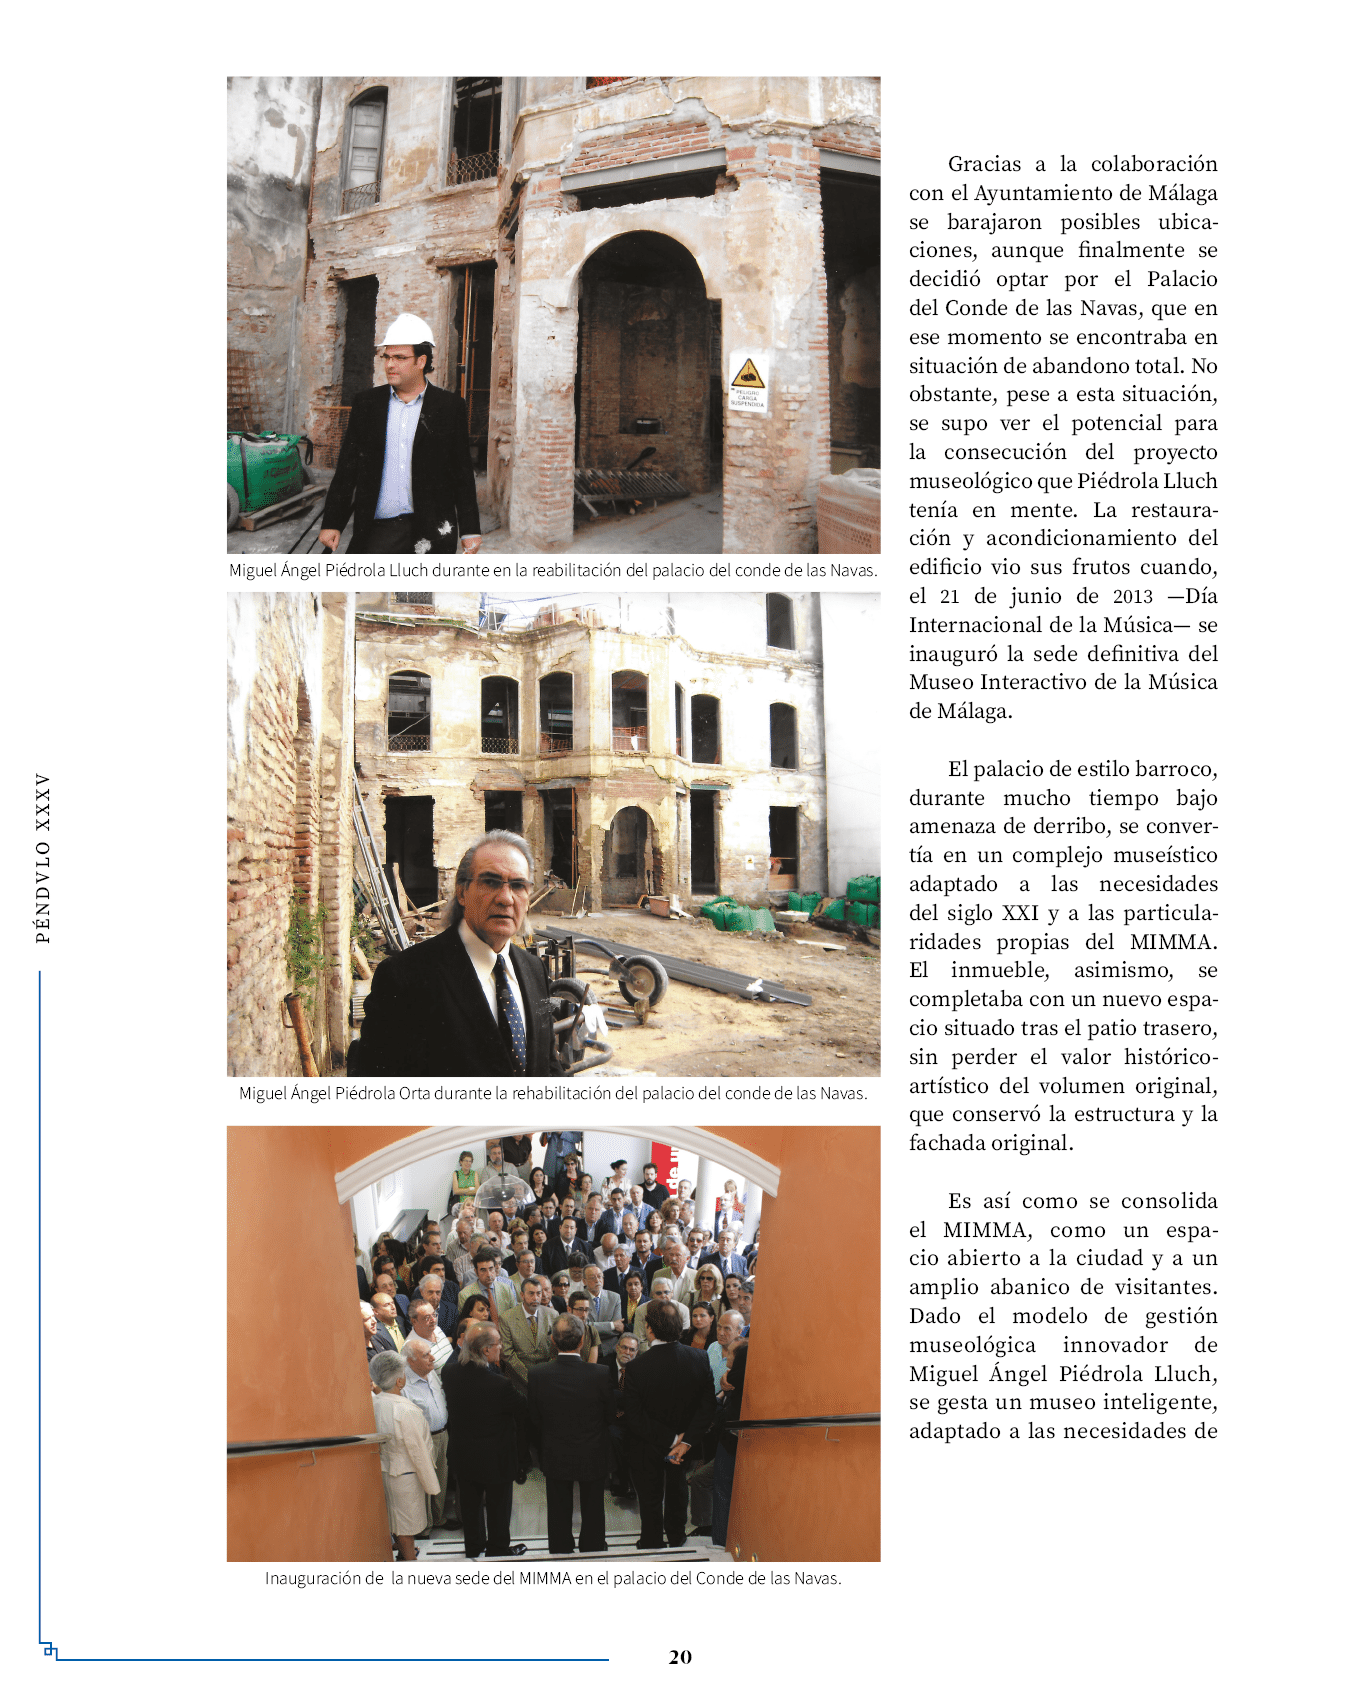 PELIGRO
CARGA
SUSPENDIDA
Miguel Ángel Piédrola Lluch durante en la reabilitación del palacio del conde de las Navas.
Miguel Ángel Piédrola Orta durante la rehabilitación del palacio del conde de las Navas.
Inauguración de la nueva sede del MIMMA en el palacio del Conde de las Navas.
Gracias a la colaboración
con el Ayuntamiento de Málaga
se barajaron posibles ubica-
ciones, aunque finalmente se
decidió optar por el Palacio
del Conde de las Navas, que en
ese momento se encontraba en
situación de abandono total. No
obstante, pese a esta situación,
se supo ver el potencial para
la consecución del proyecto
museológico que Piédrola Lluch
tenía en mente. La restaura-
ción y acondicionamiento del
edificio vio sus frutos cuando,
el 21 de junio de 2013 —Día
Internacional de la Música— se
inauguró la sede definitiva del
Museo Interactivo de la Música
de Málaga.
El palacio de estilo barroco,
durante mucho tiempo bajo
amenaza de derribo, se conver-
tía en un complejo museístico
adaptado a las necesidades
del siglo XXI y a las particula-
ridades propias del MIMMA.
El inmueble, asimismo, se
completaba con un nuevo espa-
cio situado tras el patio trasero,
sin perder el valor histórico-
artístico del volumen original,
que conservó la estructura y la
fachada original.
Es así como se consolida
el MIMMA, como un espa-
cio abierto a la ciudad y a un
amplio abanico de visitantes.
Dado el modelo de gestión
museológica innovador de
Miguel Ángel Piédrola Lluch,
se gesta un museo inteligente,
adaptado a las necesidades de
PÉNDVLO XXXV
20